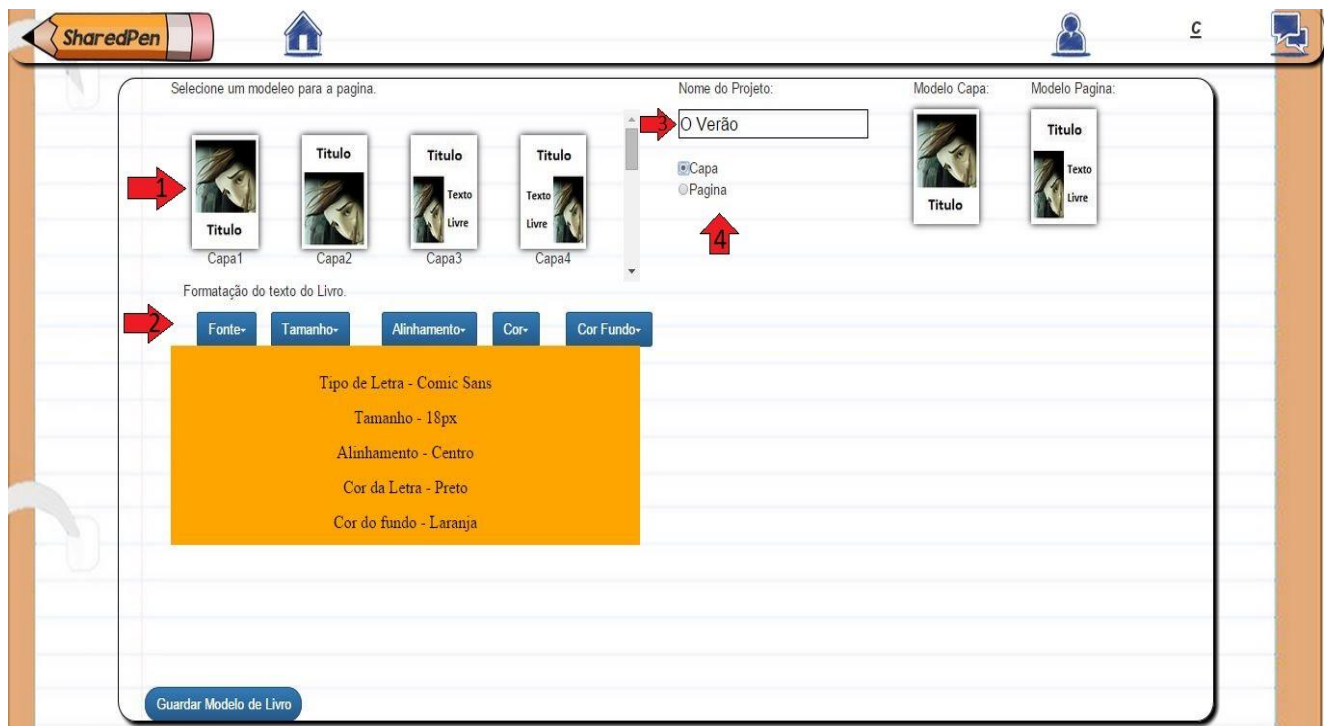 SharedPen
C
Selecione um modeleo para a pagina.
Nome do Projeto:
Modelo Capa:
Modelo Pagina:
3
O Verão
1
Titulo
Capa1
Titulo
Capa2
Titulo
Texto
Livre
Capa3
Titulo
Texto
Livre
Capa4
Capa
Pagina
4
Titulo
Titulo
Texto
Livre
Formatação do texto do Livro.
2
Fonte
Tamanho
Alinhamento
Cor
Cor Fundo
Tipo de Letra - Comic Sans
Tamanho - 18px
Alinhamento - Centro
Cor da Letra - Preto
Cor do fundo - Laranja
Guardar Modelo de Livro